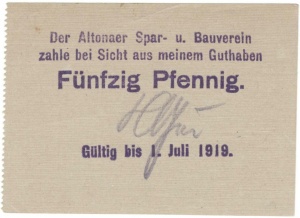 Der Altonaer Spar- u. Bauverein
zahle bei Sicht aus meinem Guthaben
Fünfzig Pfennig.
Gültig bis 1. Juli 1919.